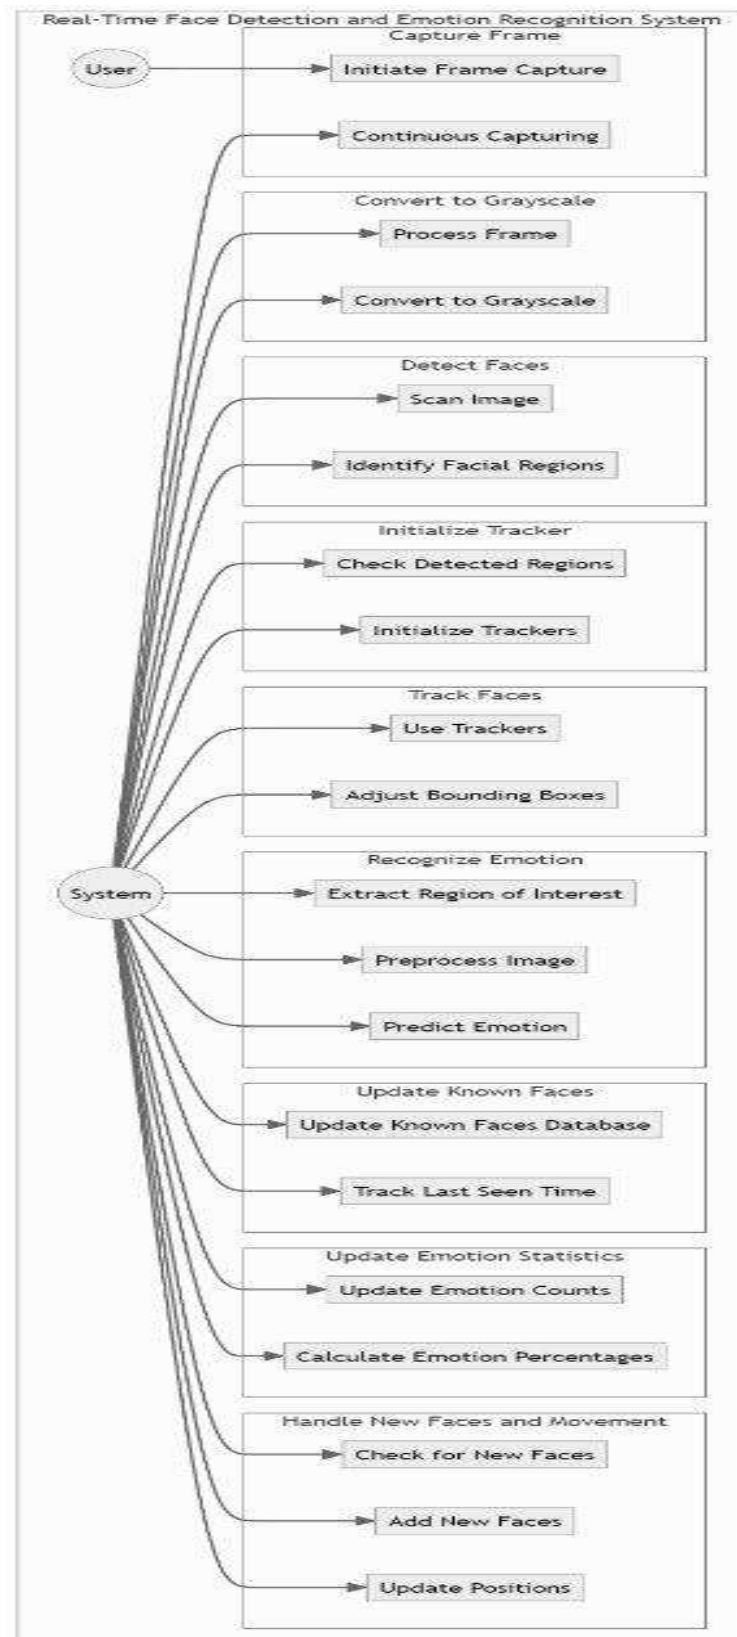 Real-Time Face Detection and Emotion Recognition System
Capture Frame
User
Initiate Frame Capture
Continuous Capturing
Convert to Grayscale
Process Frame
Convert to Grayscale
Detect Faces
Scan Image
Identify Facial Regions
Initialize Tracker
Check Detected Regions
Initialize Trackers
Track Faces
Use Trackers
Adjust Bounding Boxes
Recognize Emotion
System
Extract Region of Interest
Preprocess Image
Predict Emotion
Update Known Faces
Update Known Faces Database
Track Last Seen Time
Update Emotion Statistics
Update Emotion Counts
Calculate Emotion Percentages
Handle New Faces and Movement
Check for New Faces
Add New Faces
Update Positions